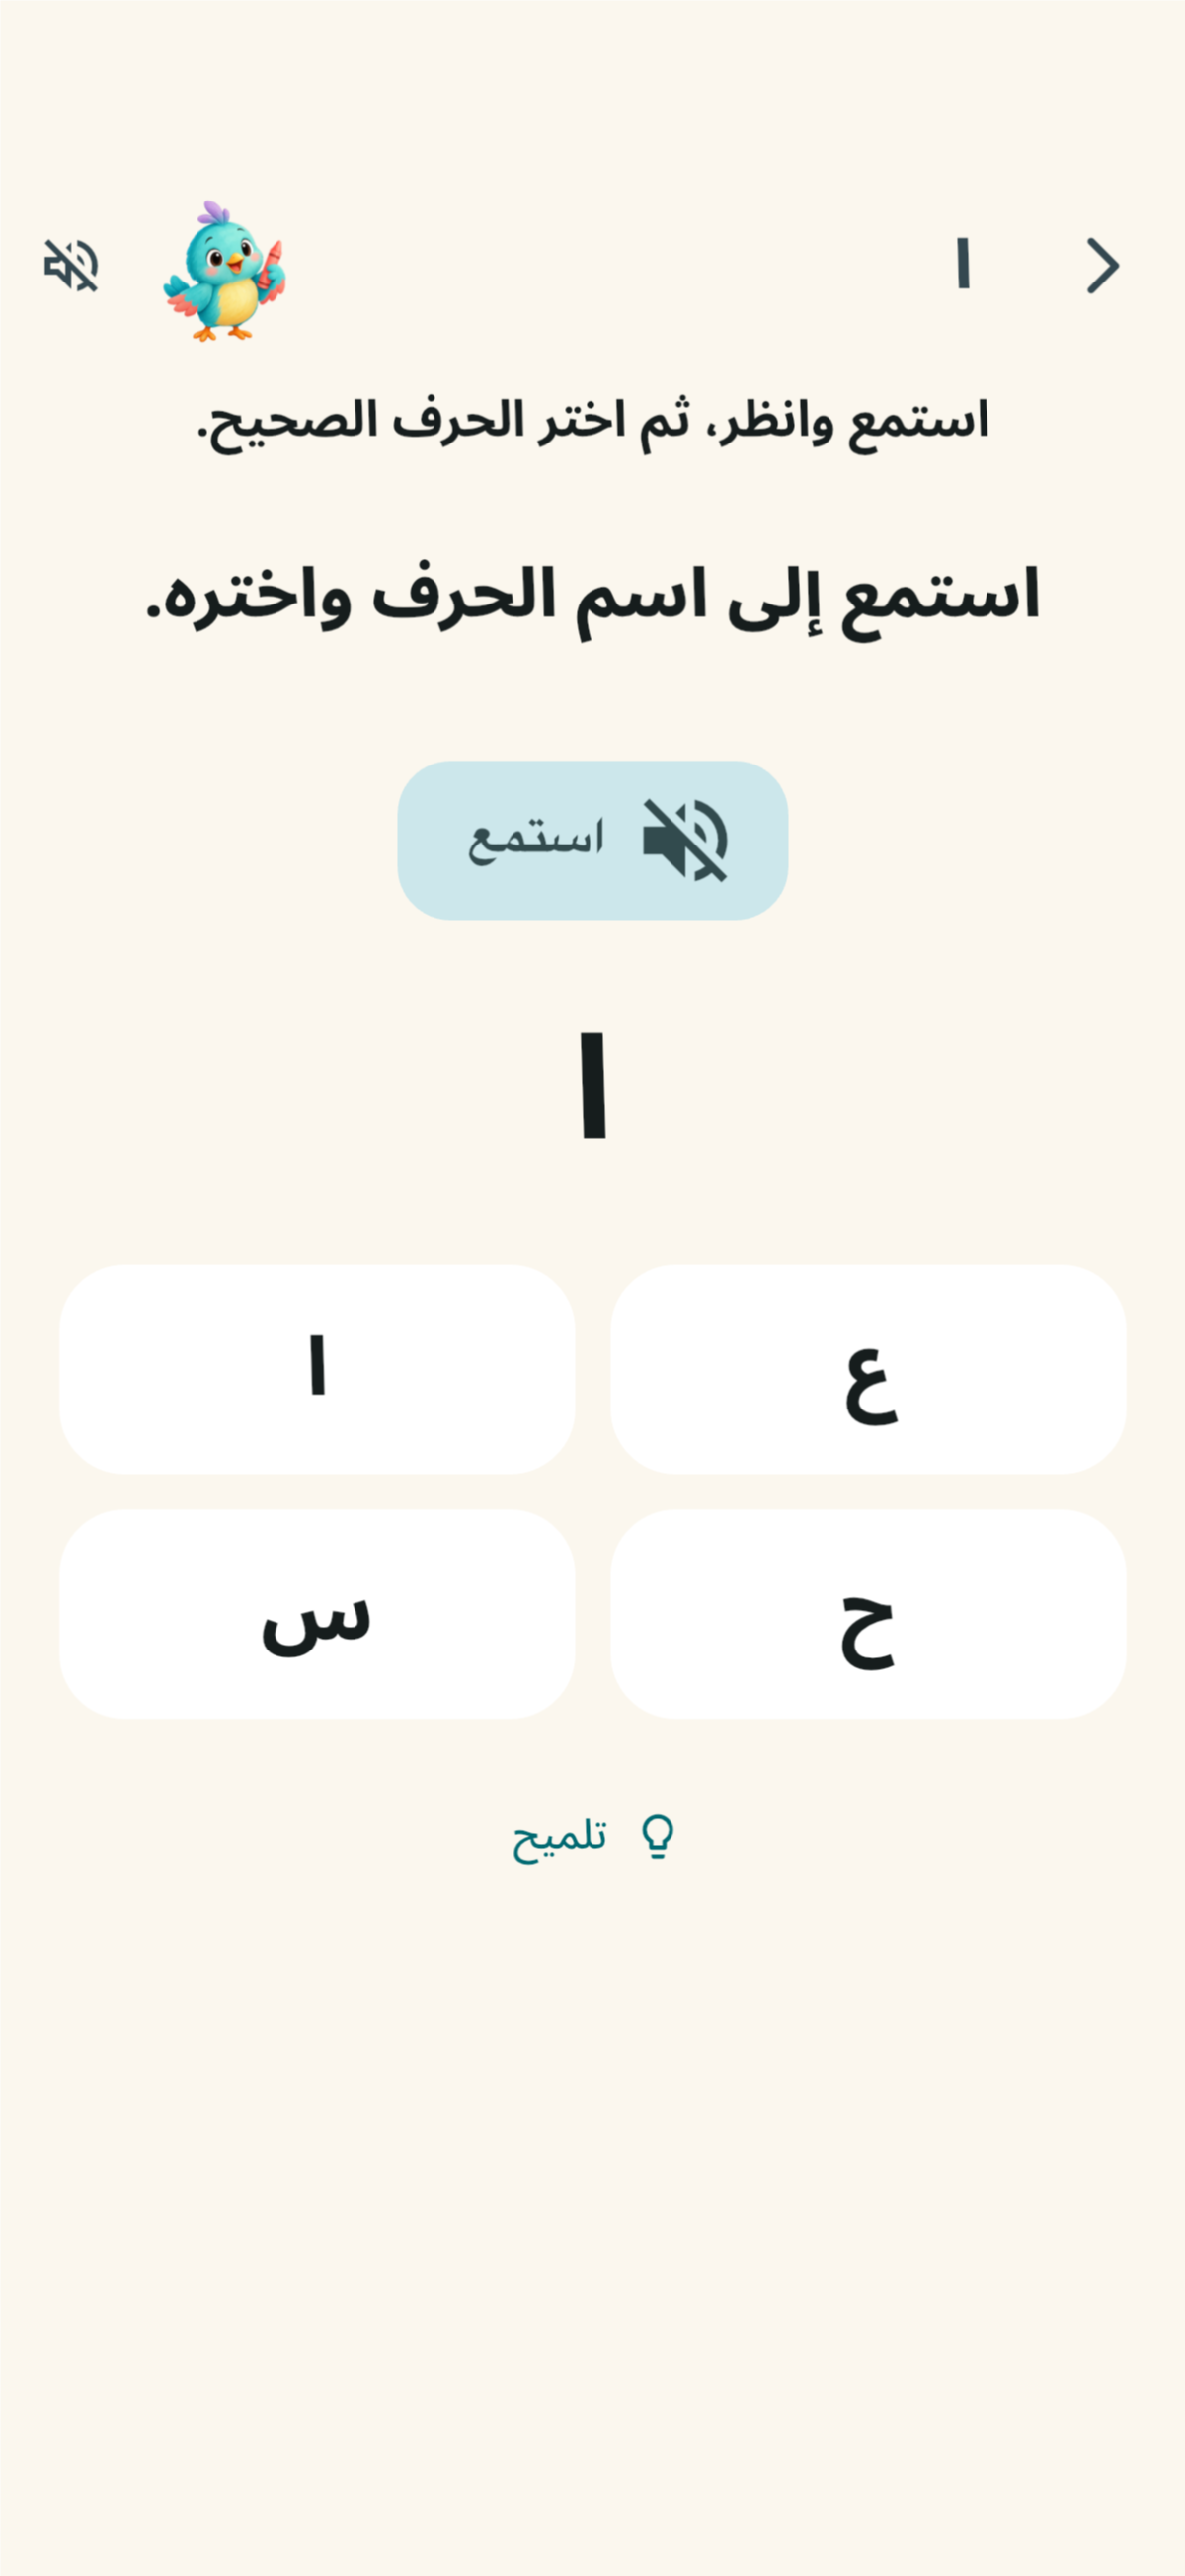 ا
استمع وانظر، ثم اختر الحرف الصحيح.
استمع إلى اسم الحرف واختره.
استمع
ا
ع
ا
ح
س
تلميح